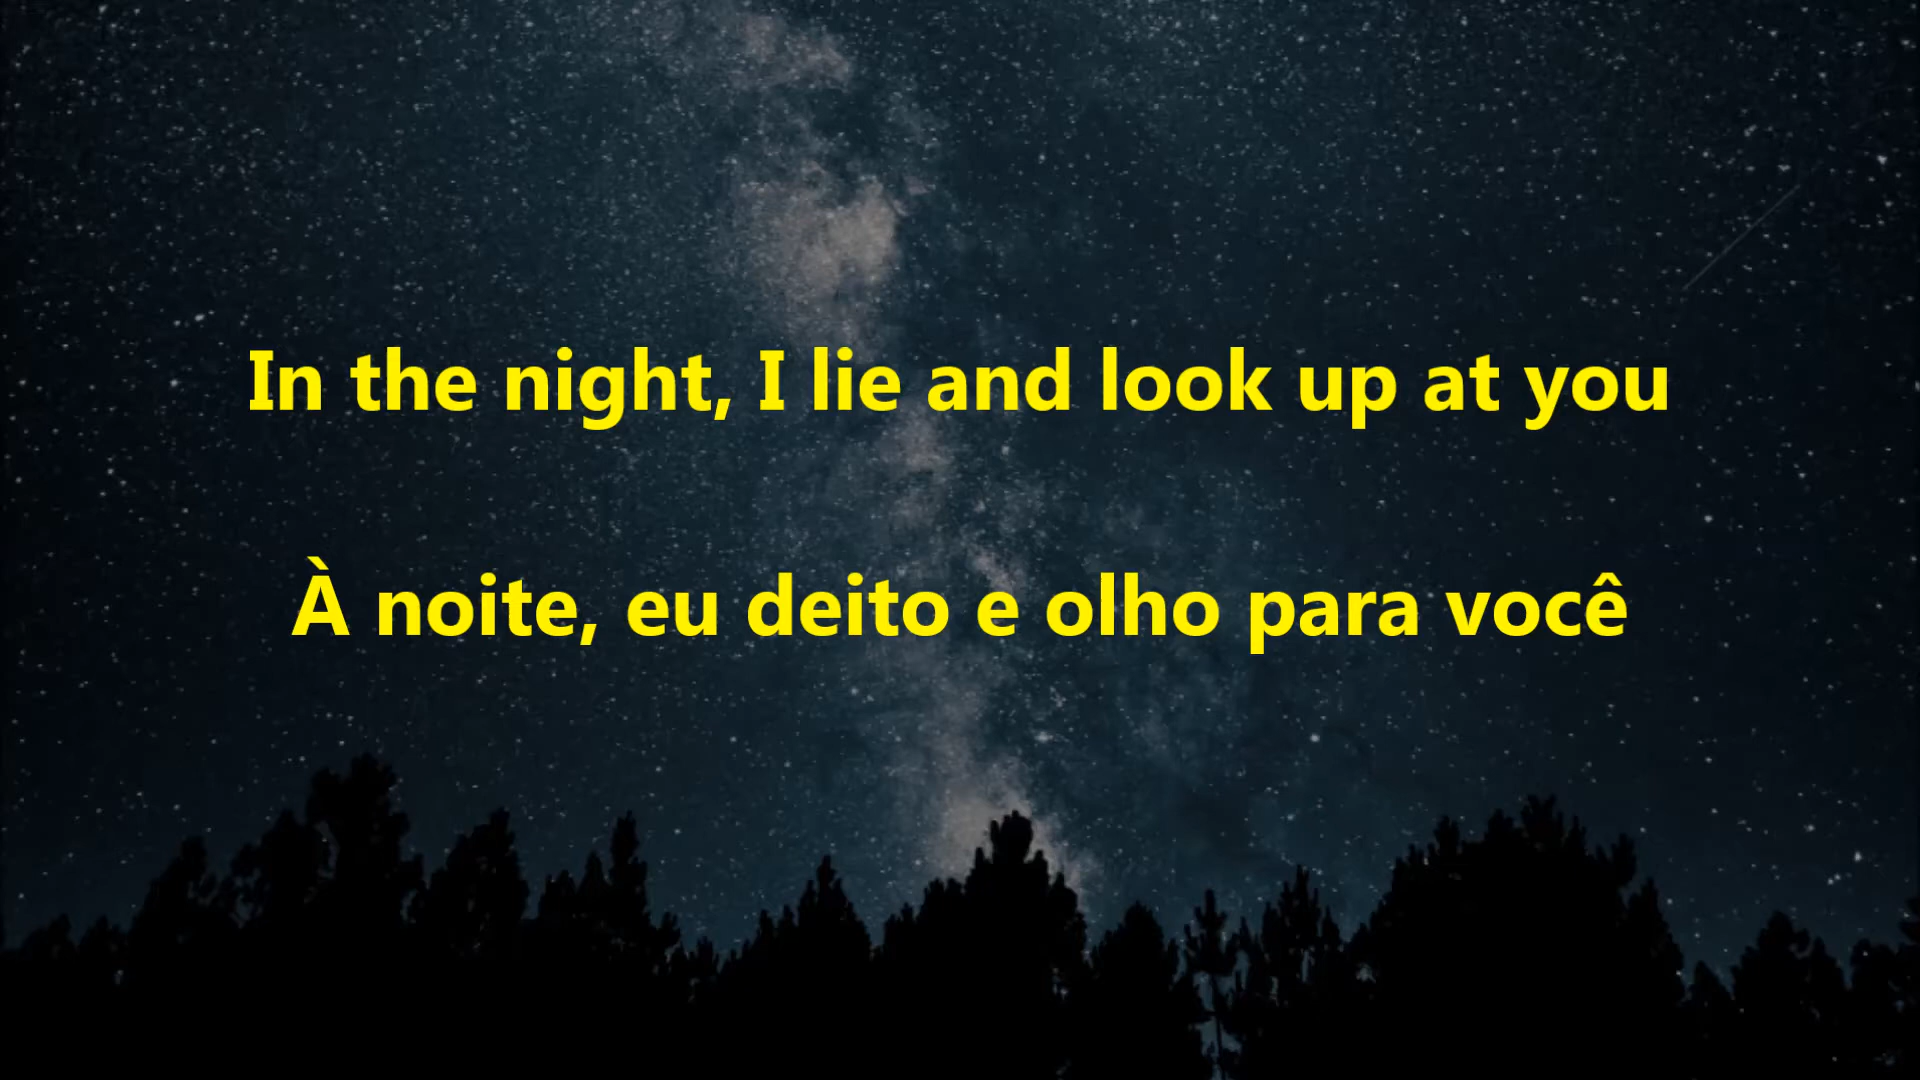 In the night, I lie and look up at you
À noite, eu deito e olho para você